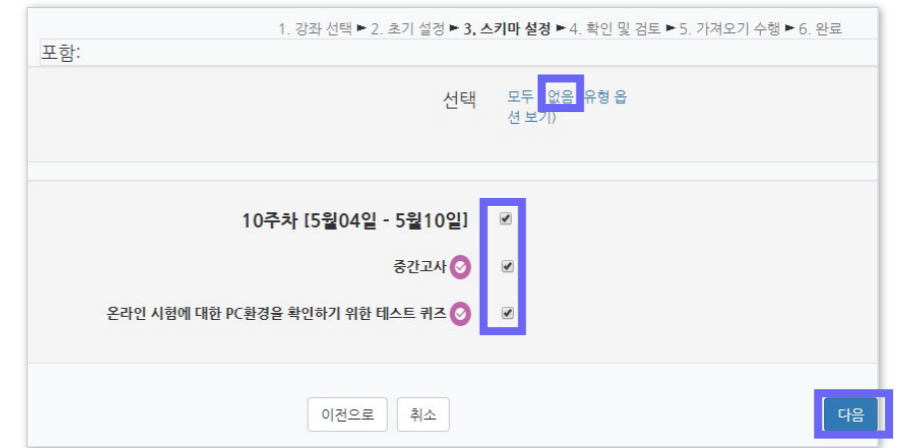 1. 강좌 선택 ► 2. 초기 설정 ► 3. 스키마 설정 ► 4. 확인 및 검토 ► 5. 가져오기 수행 ► 6. 완료
포함:
선택 모두 없음 유형 옵
션 보기)
10주차 [5월04일 - 5월10일]
중간고사
온라인 시험에 대한 PC환경을 확인하기 위한 테스트 퀴즈
이전으로 취소 다음